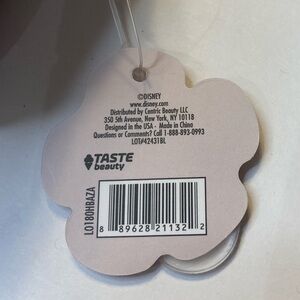 ©DISNEY
www.disney.com
Distributed by Centric Beauty LLC
350 5th Avenue, New York, NY 10118
Designed in the USA - Made in China
Questions or Comments? Call 1-888-893-0993
LOT#42431BL
TASTE
beauty
LO180HBAZA
8 89628 21132 2